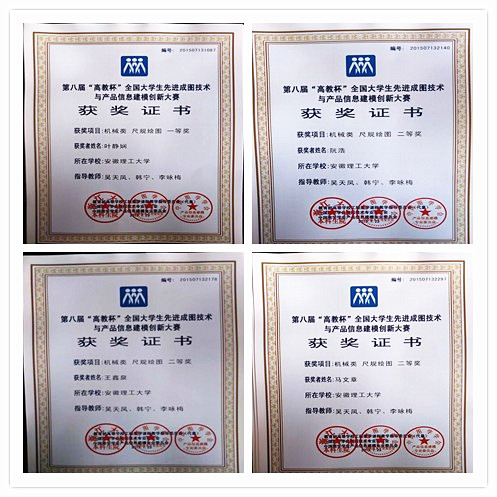 编号:201507131087
第八届“高教杯”全国大学生先进成图技术
与产品信息建模创新大赛
获奖证书
获奖项目:机械类 尺规绘图 一等奖
获奖者姓名:叶静娴
所在学校:安徽理工大学
指导教师:吴天凤、韩宁、李咏梅
编号:201507132140
第八届“高教杯”全国大学生先进成图技术
与产品信息建模创新大赛
获奖证书
获奖项目:机械类 尺规绘图 二等奖
获奖者姓名:阮浩
所在学校:安徽理工大学
指导教师:吴天凤、韩宁、李咏梅
编号:201507132178
第八届“高教杯”全国大学生先进成图技术
与产品信息建模创新大赛
获奖证书
获奖项目:机械类 尺规绘图 二等奖
获奖者姓名:王鑫泉
所在学校:安徽理工大学
指导教师:吴天凤、韩宁、李咏梅
编号:201507132291
第八届“高教杯”全国大学生先进成图技术
与产品信息建模创新大赛
获奖证书
获奖项目:机械类 尺规绘图 二等奖
获奖者姓名:马文章
所在学校:安徽理工大学
指导教师:吴天凤、韩宁、李咏梅